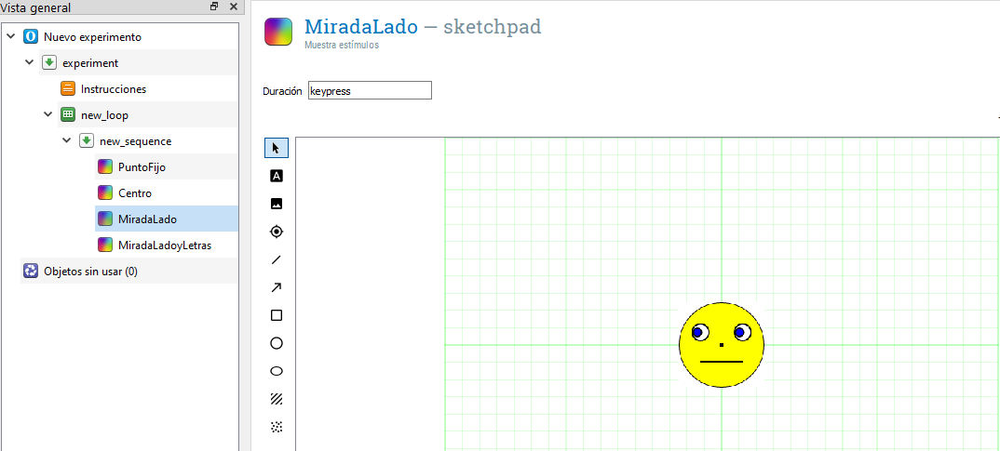 Vista general
Nuevo experimento
experiment
Instrucciones
new_loop
new_sequence
PuntoFijo
Centro
MiradaLado
MiradaLadoyLetras
Objetos sin usar (0)
MiradaLado — sketchpad
Muestra estímulos
Duración keypress
A